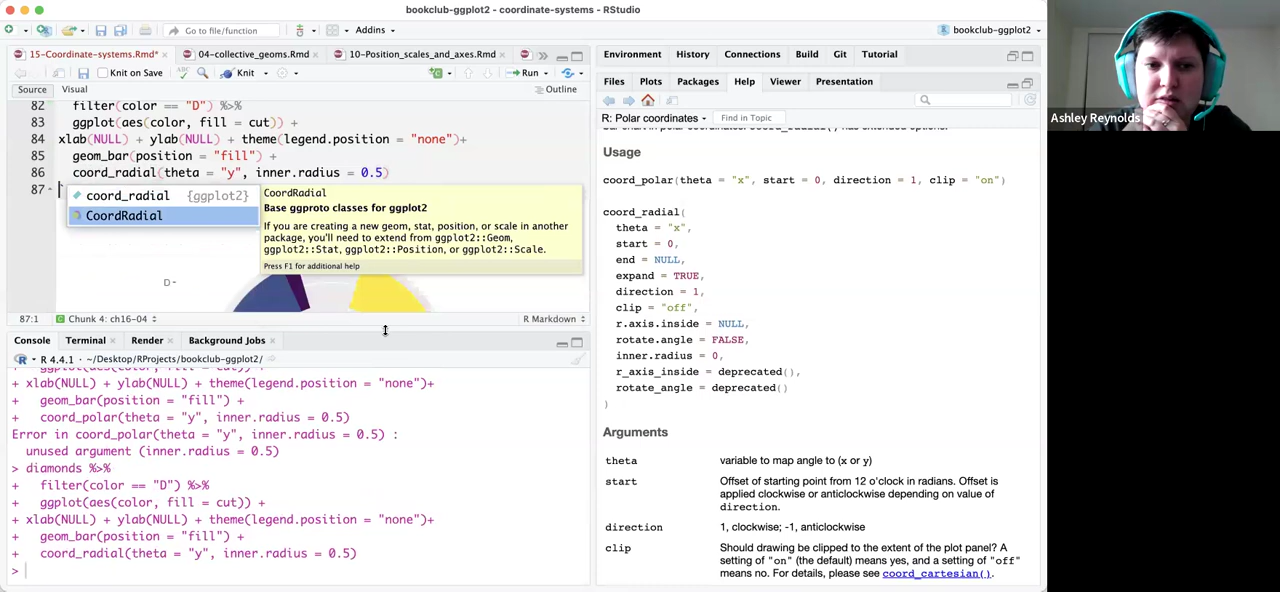 bookclub-ggplot2 - coordinate-systems - RStudio
Go to file/function
Addins
bookclub-ggplot2
15-Coordinate-systems.Rmd*
04-collective_geoms.Rmd
10-Position_scales_and_axes.Rmd
Knit on Save
Knit
Run
Source
Visual
Outline
82 filter(color == "D") %>%
83 ggplot(aes(color, fill = cut)) +
84 xlab(NULL) + ylab(NULL) + theme(legend.position = "none")+
85 geom_bar(position = "fill") +
86 coord_radial(theta = "y", inner.radius = 0.5)
87
coord_radial {ggplot2}
CoordRadial
CoordRadial
Base ggproto classes for ggplot2
If you are creating a new geom, stat, position, or scale in another
package, you'll need to extend from ggplot2::Geom,
ggplot2::Stat, ggplot2::Position, or ggplot2::Scale.
Press F1 for additional help
D -
87:1
Chunk 4: ch16-04
R Markdown
Console
Terminal
Render
Background Jobs
R 4.4.1 · ~/Desktop/RProjects/bookclub-ggplot2/
+ ggplot(aes(color, fill = cut)) +
+ xlab(NULL) + ylab(NULL) + theme(legend.position = "none")+
+ geom_bar(position = "fill") +
+ coord_polar(theta = "y", inner.radius = 0.5)
Error in coord_polar(theta = "y", inner.radius = 0.5) :
unused argument (inner.radius = 0.5)
> diamonds %>%
+ filter(color == "D") %>%
+ ggplot(aes(color, fill = cut)) +
+ xlab(NULL) + ylab(NULL) + theme(legend.position = "none")+
+ geom_bar(position = "fill") +
+ coord_radial(theta = "y", inner.radius = 0.5)
>
Environment
History
Connections
Build
Git
Tutorial
Files
Plots
Packages
Help
Viewer
Presentation
R: Polar coordinates
Find in Topic
Usage
coord_polar(theta = "x", start = 0, direction = 1, clip = "on")
coord_radial(
theta = "x",
start = 0,
end = NULL,
expand = TRUE,
direction = 1,
clip = "off",
r.axis.inside = NULL,
rotate.angle = FALSE,
inner.radius = 0,
r_axis_inside = deprecated(),
rotate_angle = deprecated()
)
Arguments
theta variable to map angle to (x or y)
start Offset of starting point from 12 o'clock in radians. Offset is
applied clockwise or anticlockwise depending on value of
direction.
direction 1, clockwise; -1, anticlockwise
clip Should drawing be clipped to the extent of the plot panel? A
setting of "on" (the default) means yes, and a setting of "off"
means no. For details, please see coord_cartesian().
Ashley Reynolds